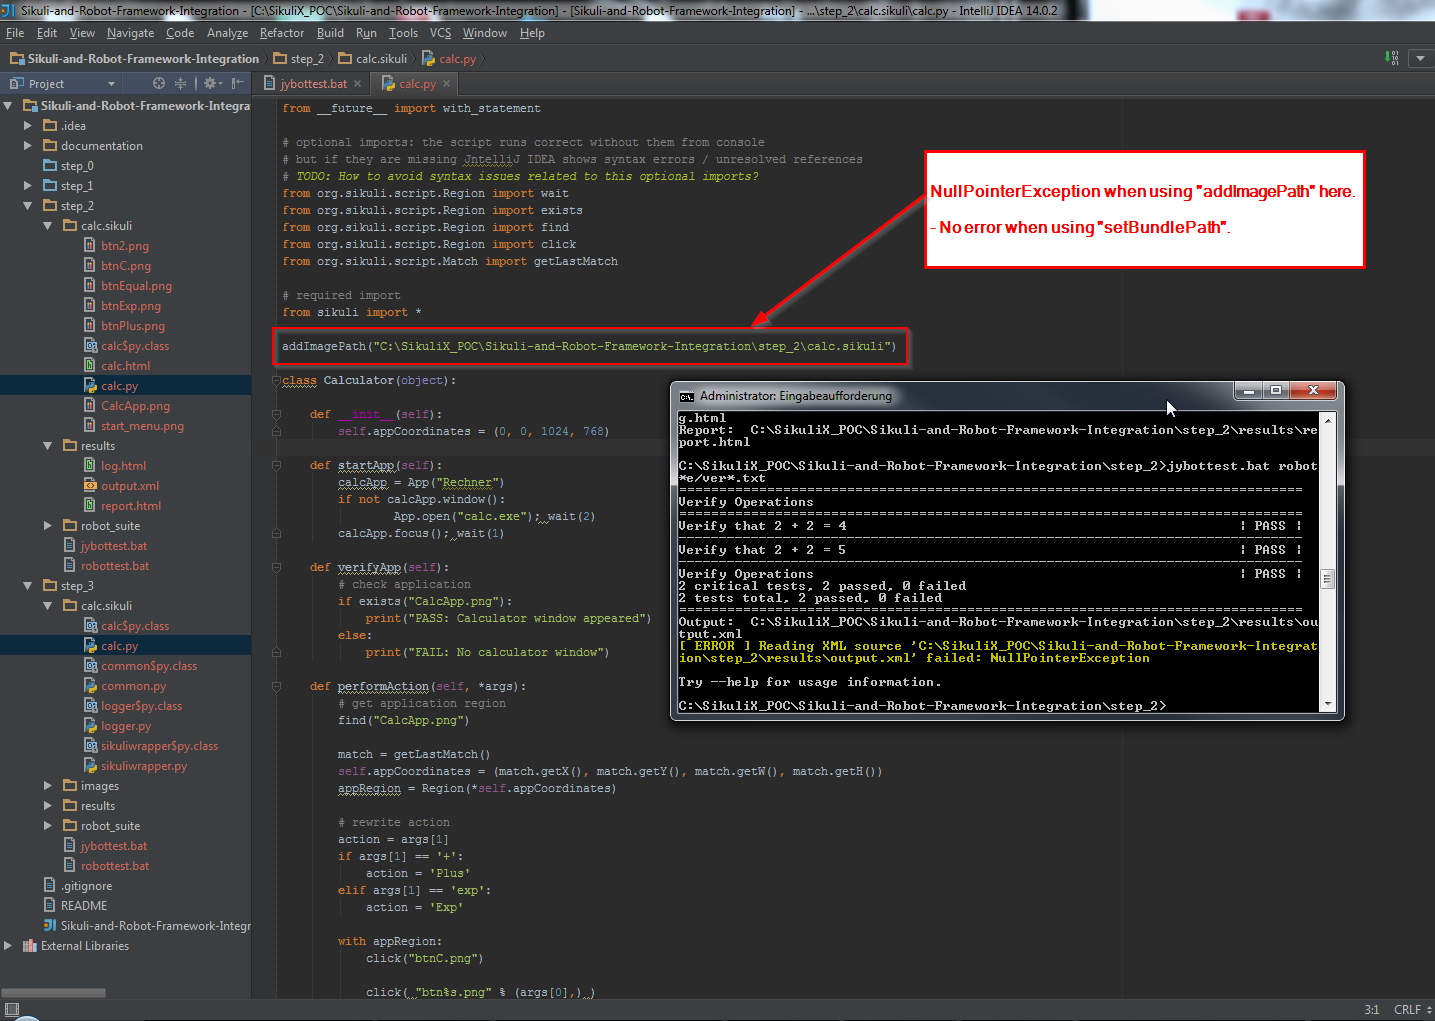 Sikuli-and-Robot-Framework-Integration - [C:\SikuliX_POC\Sikuli-and-Robot-Framework-Integration] - [Sikuli-and-Robot-Framework-Integration] - ...\step_2\calc.sikuli\calc.py - IntelliJ IDEA 14.0.2
File Edit View Navigate Code Analyze Refactor Build Run Tools VCS Window Help
Sikuli-and-Robot-Framework-Integration step_2 calc.sikuli calc.py
Project
jybottest.bat calc.py
Sikuli-and-Robot-Framework-Integra
.idea
documentation
step_0
step_1
step_2
calc.sikuli
btn2.png
btnC.png
btnEqual.png
btnExp.png
btnPlus.png
calc$py.class
calc.html
calc.py
CalcApp.png
start_menu.png
results
log.html
output.xml
report.html
robot_suite
jybottest.bat
robottest.bat
step_3
calc.sikuli
calc$py.class
calc.py
common$py.class
common.py
logger$py.class
logger.py
sikuliwrapper$py.class
sikuliwrapper.py
images
results
robot_suite
jybottest.bat
robottest.bat
.gitignore
README
Sikuli-and-Robot-Framework-Integr
External Libraries
from __future__ import with_statement
# optional imports: the script runs correct without them from console
# but if they are missing JntelliJ IDEA shows syntax errors / unresolved references
# TODO: How to avoid syntax issues related to this optional imports?
from org.sikuli.script.Region import wait
from org.sikuli.script.Region import exists
from org.sikuli.script.Region import find
from org.sikuli.script.Region import click
from org.sikuli.script.Match import getLastMatch
# required import
from sikuli import *
addImagePath("C:\SikuliX_POC\Sikuli-and-Robot-Framework-Integration\step_2\calc.sikuli")
class Calculator(object):
def __init__(self):
self.appCoordinates = (0, 0, 1024, 768)
def startApp(self):
calcApp = App("Rechner")
if not calcApp.window():
App.open("calc.exe"); wait(2)
calcApp.focus(); wait(1)
def verifyApp(self):
# check application
if exists("CalcApp.png"):
print("PASS: Calculator window appeared")
else:
print("FAIL: No calculator window")
def performAction(self, *args):
# get application region
find("CalcApp.png")
match = getLastMatch()
self.appCoordinates = (match.getX(), match.getY(), match.getW(), match.getH())
appRegion = Region(*self.appCoordinates)
# rewrite action
action = args[1]
if args[1] == '+':
action = 'Plus'
elif args[1] == 'exp':
action = 'Exp'
with appRegion:
click("btnC.png")
click( "btn%s.png" % (args[0],) )
NullPointerException when using "addImagePath" here.
- No error when using "setBundlePath".
Administrator: Eingabeaufforderung
g.html
Report: C:\SikuliX_POC\Sikuli-and-Robot-Framework-Integration\step_2\results\re
port.html
C:\SikuliX_POC\Sikuli-and-Robot-Framework-Integration\step_2>jybottest.bat robot
*e/ver*.txt
==============================================================================
Verify Operations
==============================================================================
Verify that 2 + 2 = 4 | PASS |
------------------------------------------------------------------------------
Verify that 2 + 2 = 5 | PASS |
------------------------------------------------------------------------------
Verify Operations | PASS |
2 critical tests, 2 passed, 0 failed
2 tests total, 2 passed, 0 failed
==============================================================================
Output: C:\SikuliX_POC\Sikuli-and-Robot-Framework-Integration\step_2\results\ou
tput.xml
[ ERROR ] Reading XML source 'C:\SikuliX_POC\Sikuli-and-Robot-Framework-Integrat
ion\step_2\results\output.xml' failed: NullPointerException
Try --help for usage information.
C:\SikuliX_POC\Sikuli-and-Robot-Framework-Integration\step_2>
3:1 CRLF